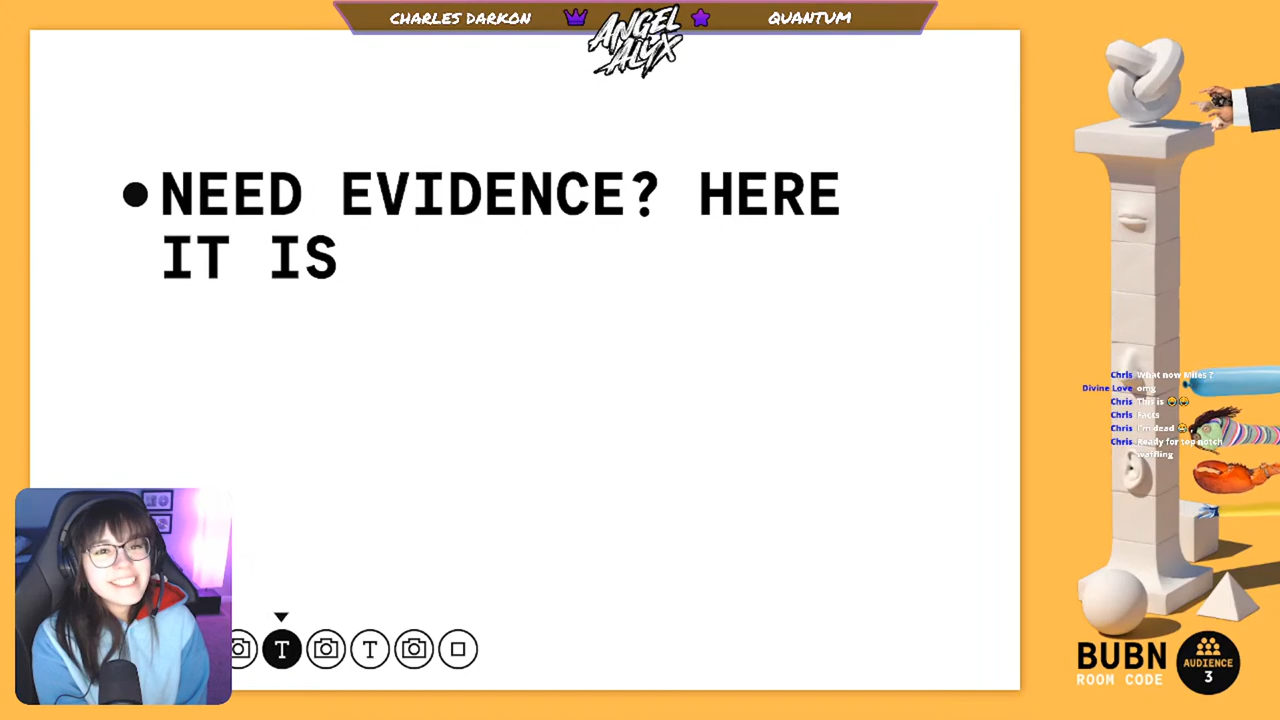 CHARLES DARKON
ANGEL
ALYX
QUANTUM
•NEED EVIDENCE? HERE
IT IS
Chris What now Miles ?
Divine Love omg
Chris This is 😂😂
Chris Facts
Chris I'm dead 😂
Chris Ready for top notch
waffling
T
T
BUBN
ROOM CODE
AUDIENCE
3